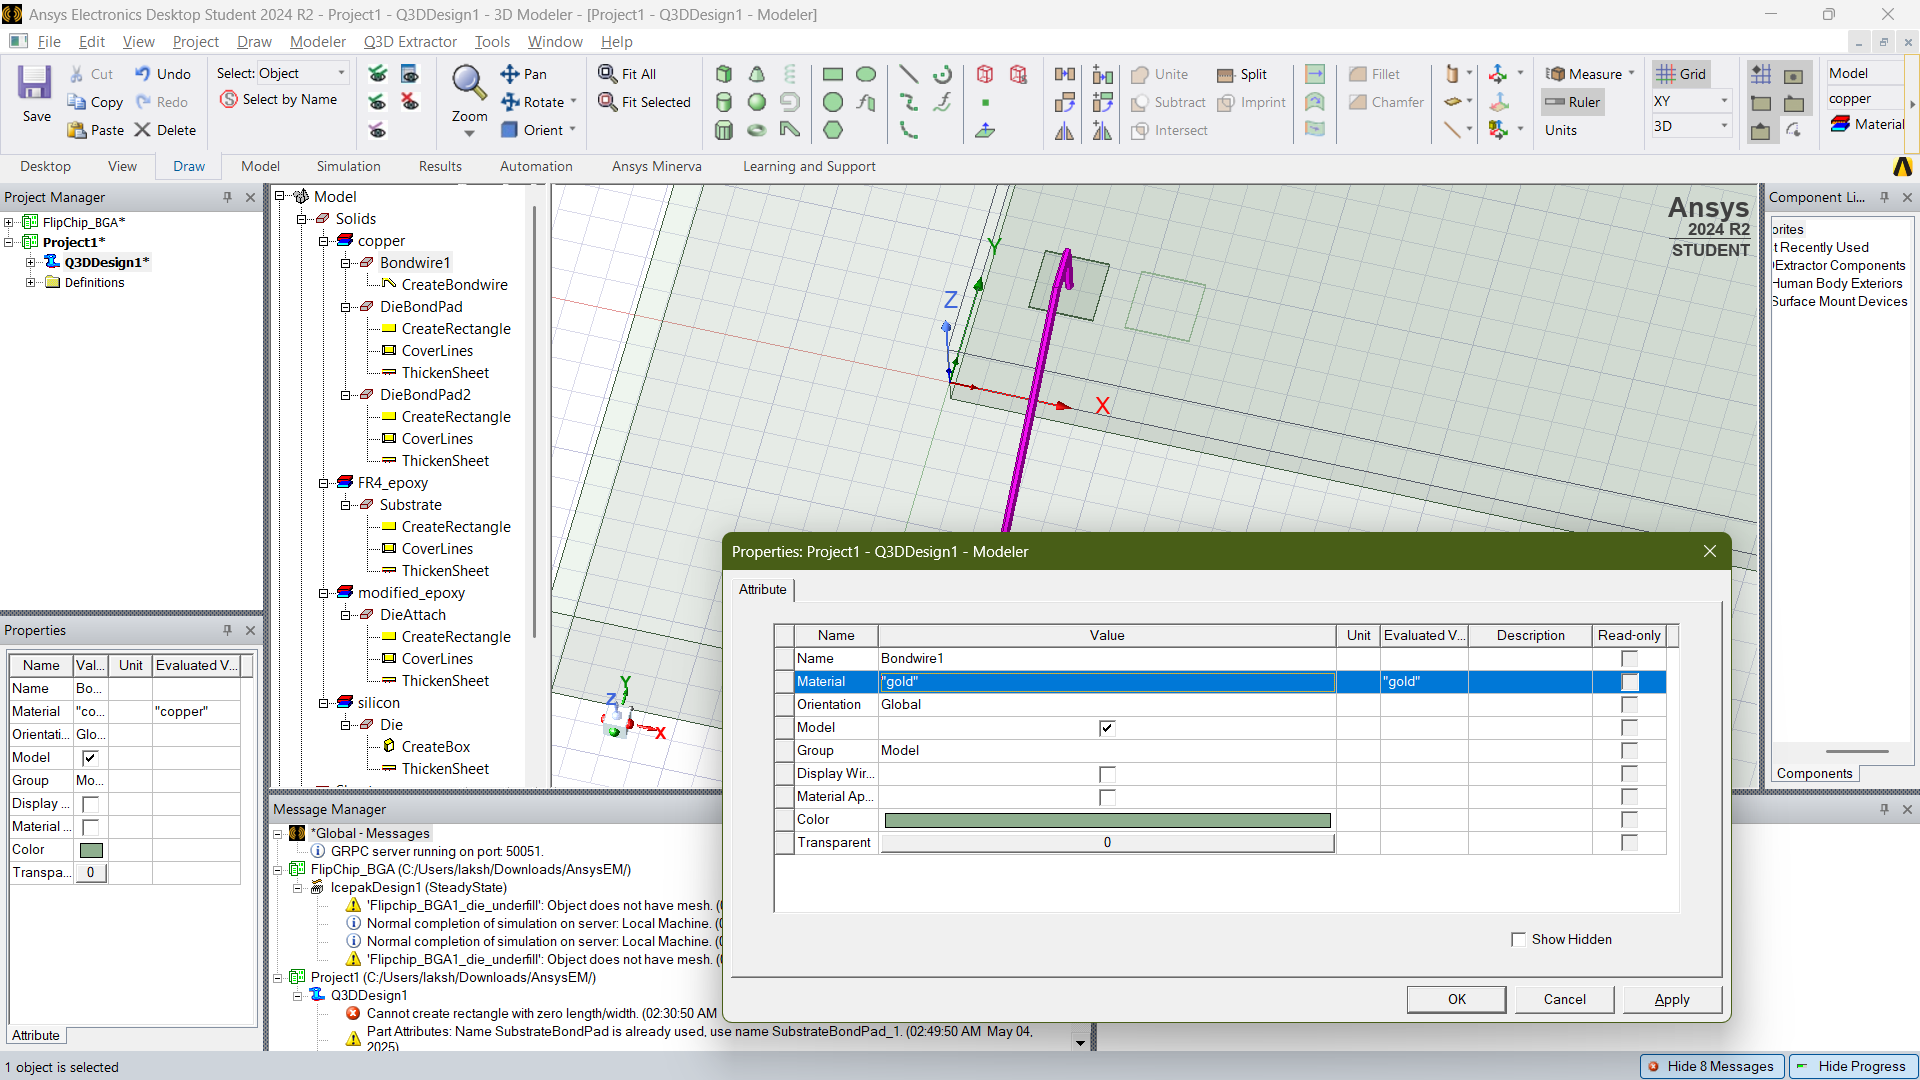 Ansys Electronics Desktop Student 2024 R2 - Project1 - Q3DDesign1 - 3D Modeler - [Project1 - Q3DDesign1 - Modeler]
File Edit View Project Draw Modeler Q3D Extractor Tools Window Help
Save
Cut
Copy
Paste
Undo
Redo
Delete
Select: Object
Select by Name
Zoom
Pan
Rotate
Orient
Fit All
Fit Selected
Unite
Subtract
Intersect
Split
Imprint
Fillet
Chamfer
Measure
Ruler
Units
Grid
XY
3D
Model
copper
Material
Desktop View Draw Model Simulation Results Automation Ansys Minerva Learning and Support
Project Manager
FlipChip_BGA*
Project1*
Q3DDesign1*
Definitions
Model
Solids
copper
Bondwire1
CreateBondwire
DieBondPad
CreateRectangle
CoverLines
ThickenSheet
DieBondPad2
CreateRectangle
CoverLines
ThickenSheet
FR4_epoxy
Substrate
CreateRectangle
CoverLines
ThickenSheet
modified_epoxy
DieAttach
CreateRectangle
CoverLines
ThickenSheet
silicon
Die
CreateBox
ThickenSheet
Y
Z
X
Y
Z
X
Ansys
2024 R2
STUDENT
Component Li...
orites
t Recently Used
Extractor Components
Human Body Exteriors
Surface Mount Devices
Components
Properties
Name Val... Unit Evaluated V...
Name Bo...
Material "co... "copper"
Orientati... Glo...
Model
Group Mo...
Display ...
Material ...
Color
Transpa... 0
Attribute
Message Manager
*Global - Messages
GRPC server running on port: 50051.
FlipChip_BGA (C:/Users/laksh/Downloads/AnsysEM/)
IcepakDesign1 (SteadyState)
'Flipchip_BGA1_die_underfill': Object does not have mesh. (0
Normal completion of simulation on server: Local Machine. (0
Normal completion of simulation on server: Local Machine. (0
'Flipchip_BGA1_die_underfill': Object does not have mesh. (0
Project1 (C:/Users/laksh/Downloads/AnsysEM/)
Q3DDesign1
Cannot create rectangle with zero length/width. (02:30:50 AM
Part Attributes: Name SubstrateBondPad is already used, use name SubstrateBondPad_1. (02:49:50 AM May 04,
2025)
Properties: Project1 - Q3DDesign1 - Modeler
Attribute
Name Value Unit Evaluated V... Description Read-only
Name Bondwire1
Material "gold" "gold"
Orientation Global
Model
Group Model
Display Wir...
Material Ap...
Color
Transparent 0
Show Hidden
OK Cancel Apply
1 object is selected
Hide 8 Messages
Hide Progress